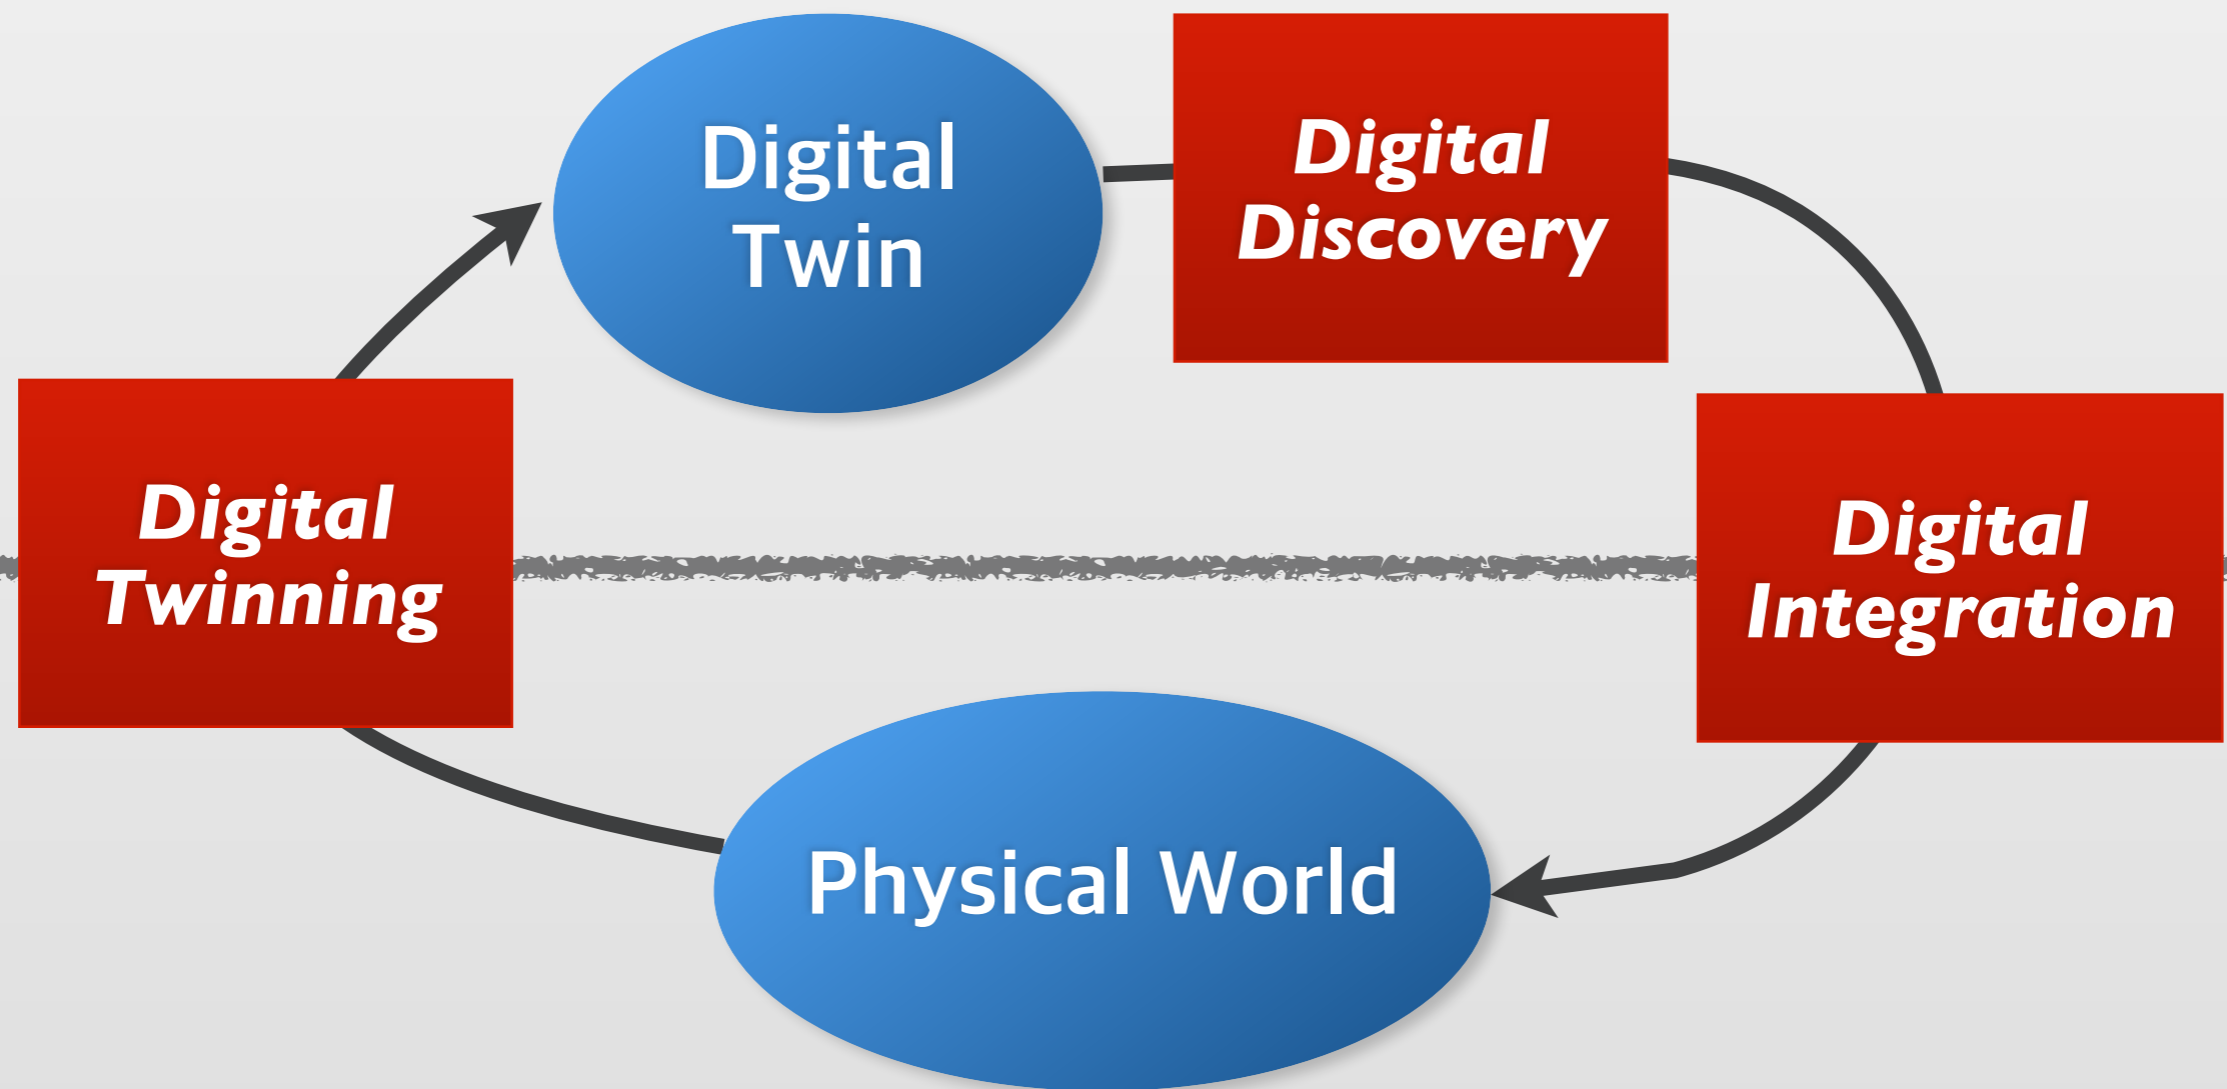 Digital
Twin
Digital
Discovery
Digital
Twinning
Digital
Integration
Physical World